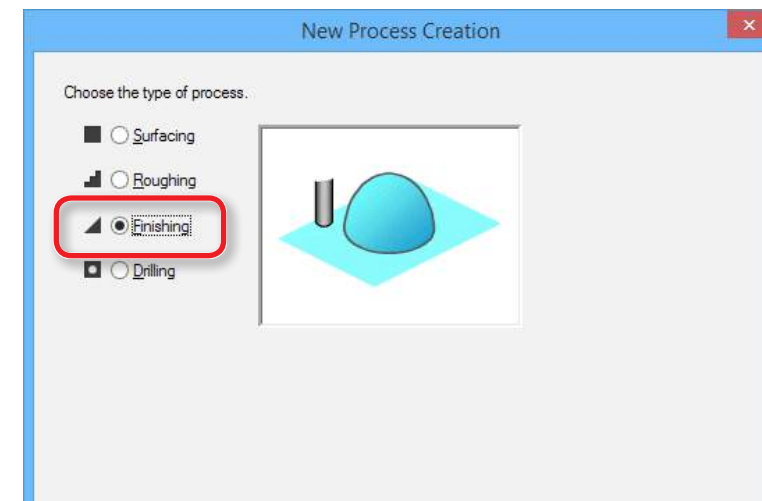 New Process Creation
Choose the type of process.
Surfacing
Roughing
Finishing
Drilling